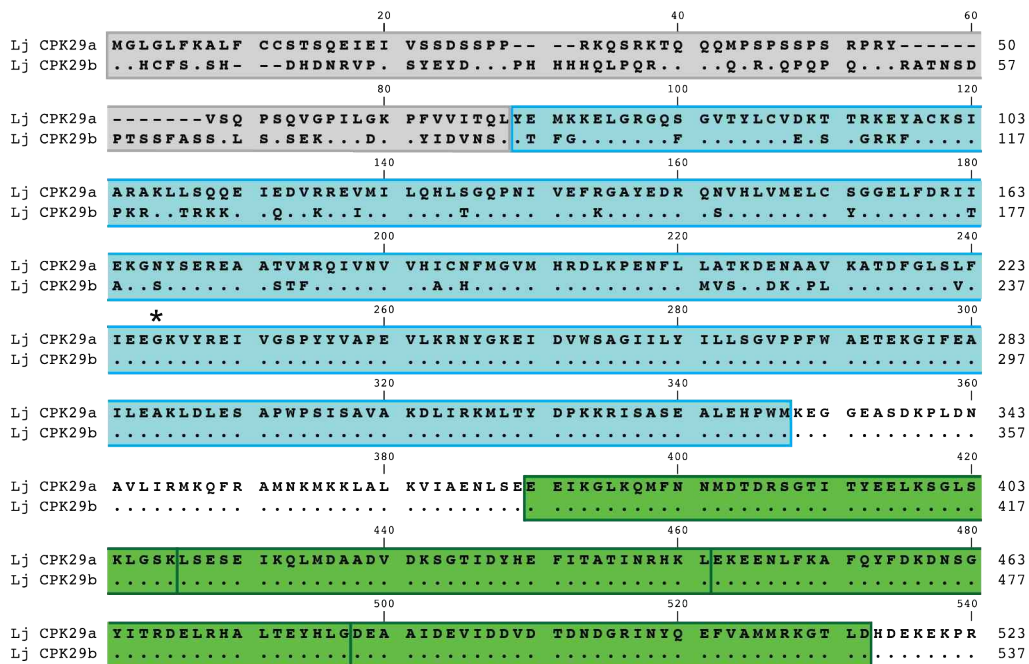 20 40 60
Lj CPK29a MGLGLFKALF CCSTSQEIEI VSSDSSPP-- --RKQSRKTQ QQMPSPSSPS RPRY------ 50
Lj CPK29b ..HCFS.SH- -DHDNRVP. SYEYD...PH HHHQLPQR.. ..Q.R.QPQP Q...RATNSD 57
80 100 120
Lj CPK29a -------VSQ PSQVGPILGK PFVVITQLYE MKKELGRGQS GVTYLCVDKT TRKEYACKSI 103
Lj CPK29b PTSSFASS.L S.SEK...D. .YIDVNS..T FG.......F .......E.S .GRKF..... 117
140 160 180
Lj CPK29a ARAKLLSQQE IEDVRREVMI LQHLSGQPNI VEFRGAYEDR QNVHLVMELC SGGELFDRII 163
Lj CPK29b PKR..TRKK. .Q..K..I.. .....T.... ....K..... ..S....... .Y.......T 177
200 220 240
Lj CPK29a EKGNYSEREA ATVMRQIVNV VHICNFMGVM HRDLKPENFL LATKDENAAV KATDFGLSLF 223
Lj CPK29b A..S...... .STF...... ...A.H.... .......... MVS..DK.PL ........V. 237
*
260 280 300
Lj CPK29a IEEGKVYREI VGSPYYVAPE VLKRNYGKEI DVWSAGIILY ILLSGVPPFW AETEKGIFEA 283
Lj CPK29b .......... .......... .......... .......... .......... .......... 297
320 340 360
Lj CPK29a ILEAKLDLES APWPSISAVA KDLIRKMLTY DPKKRISASE ALEHPWMKEG GEASDKPLDN 343
Lj CPK29b .......... .......... .......... .......... .......... .......... 357
380 400 420
Lj CPK29a AVLIRMKQFR AMNKMKKLAL KVIAENLSEE EIKGLKQMFN NMDTDRSGTI TYEELKSGLS 403
Lj CPK29b .......... .......... .......... .......... .......... .......... 417
440 460 480
Lj CPK29a KLGSKLSESE IKQLMDAADV DKSGTIDYHE FITATINRHK LEKEENLFKA FQYFDKDNSG 463
Lj CPK29b .......... .......... .......... .......... .......... .......... 477
500 520 540
Lj CPK29a YITRDELRHA LTEYHLGDEA AIDEVIDDVD TDNDGRINYQ EFVAMMRKGT LDHDEKEKPR 523
Lj CPK29b .......... .......... .......... .......... .......... .......... 537